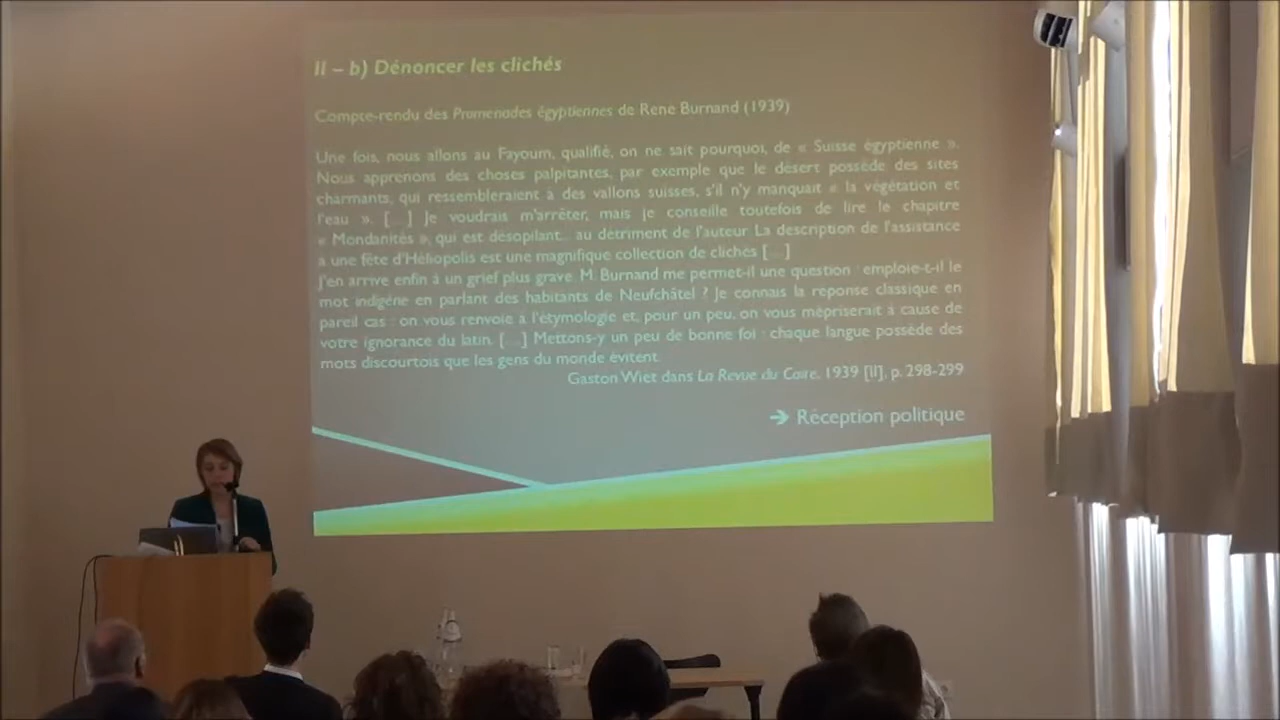 II – b) Dénoncer les clichés
Compte-rendu des Promenades égyptiennes de René Burnand (1939)
Une fois, nous allons au Fayoum, qualifié, on ne sait pourquoi, de « Suisse égyptienne ».
Nous apprenons des choses palpitantes, par exemple que le désert possède des sites
charmants, qui ressembleraient à des vallons suisses, s'il n'y manquait « la végétation et
l'eau ». [...] Je voudrais m'arrêter, mais je conseille toutefois de lire le chapitre
« Mondanités », qui est désopilant... au détriment de l'auteur. La description de l'assistance
à une fête d'Héliopolis est une magnifique collection de clichés [...]
J'en arrive enfin à un grief plus grave. M. Burnand me permet-il une question : emploie-t-il le
mot indigène en parlant des habitants de Neufchâtel ? Je connais la réponse classique en
pareil cas : on vous renvoie à l'étymologie et, pour un peu, on vous mépriserait à cause de
votre ignorance du latin. [...] Mettons-y un peu de bonne foi : chaque langue possède des
mots discourtois que les gens du monde évitent.
Gaston Wiet dans La Revue du Caire, 1939 [II], p. 298-299
→ Réception politique